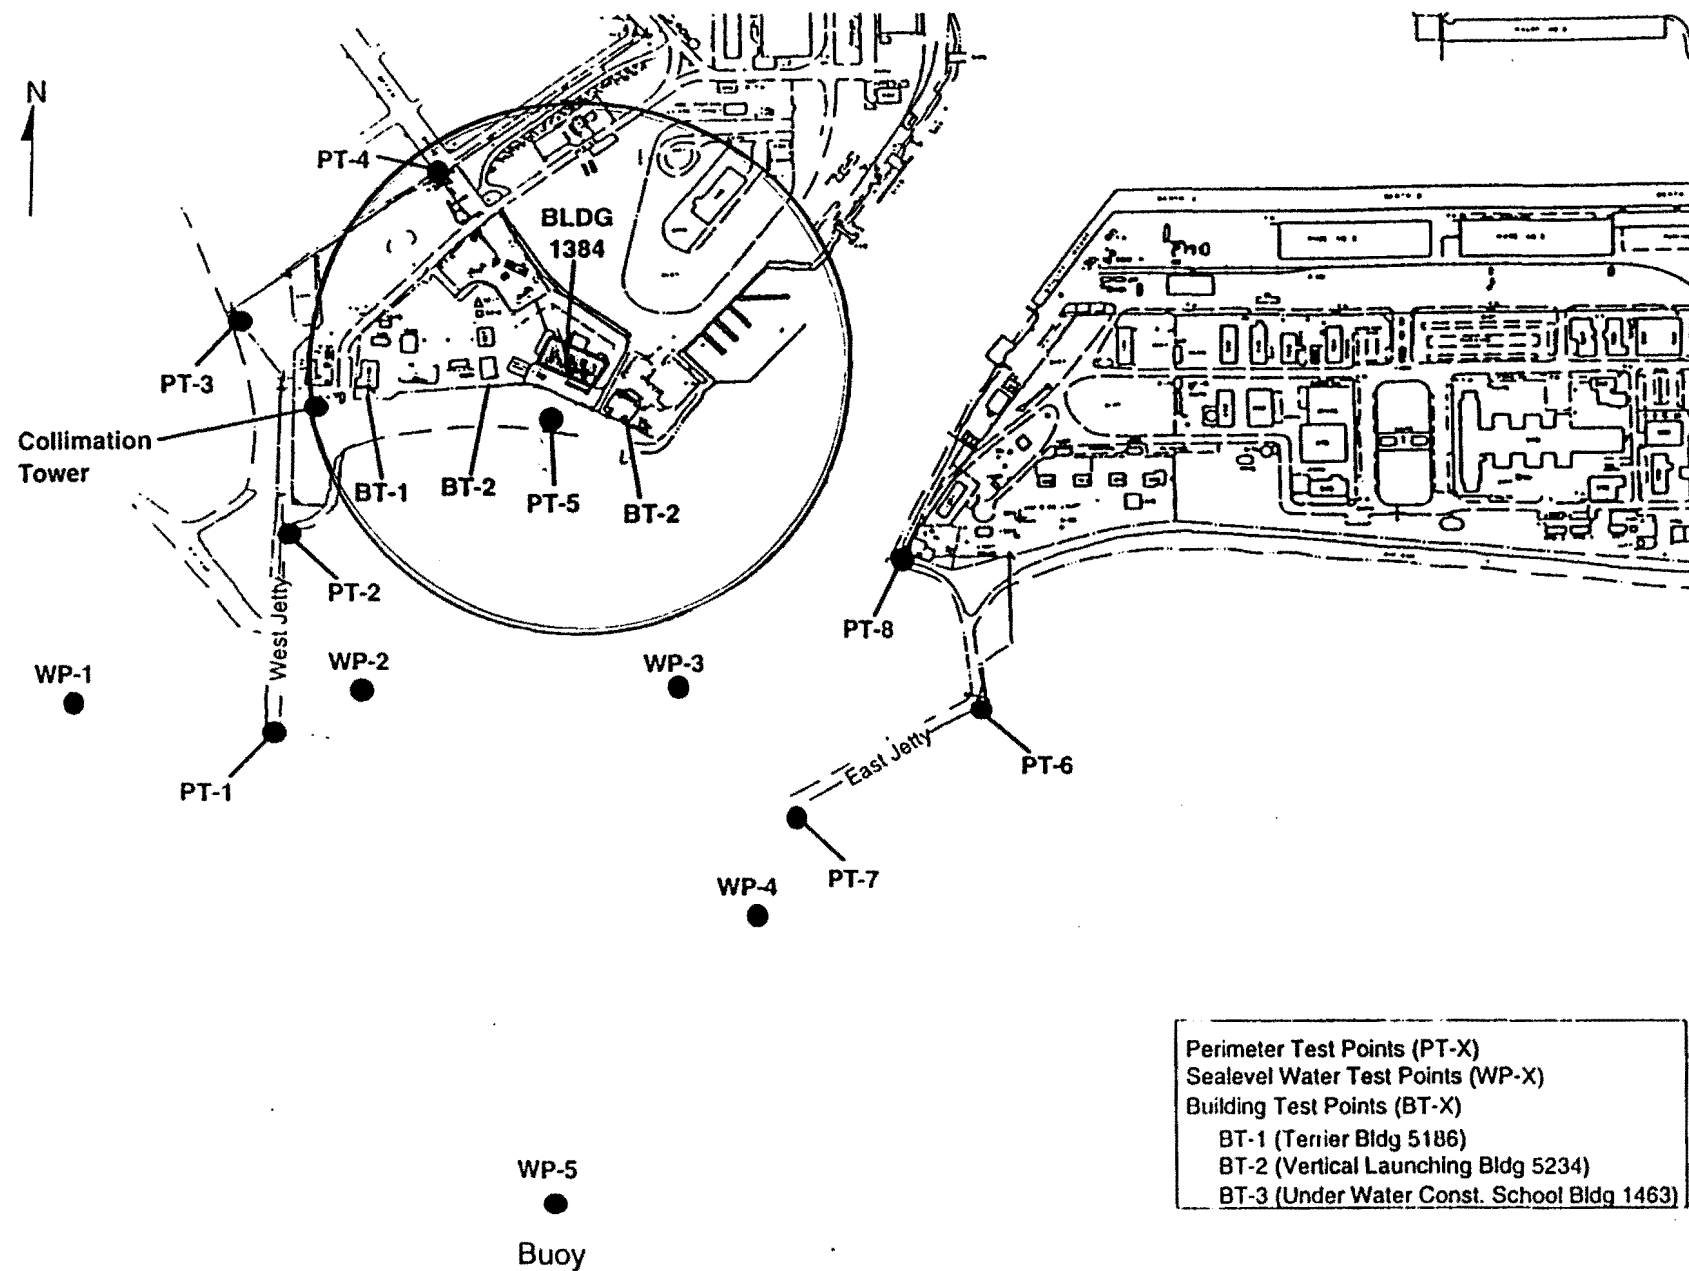 N
PT-4
BLDG
1384
PT-3
Collimation
Tower
BT-1
BT-2
PT-5
BT-2
PT-2
PT-8
West Jetty
WP-1
WP-2
WP-3
PT-1
East Jetty
PT-6
PT-7
WP-4
Perimeter Test Points (PT-X)
Sealevel Water Test Points (WP-X)
Building Test Points (BT-X)
BT-1 (Terrier Bldg 5186)
BT-2 (Vertical Launching Bldg 5234)
BT-3 (Under Water Const. School Bldg 1463)
WP-5
Buoy